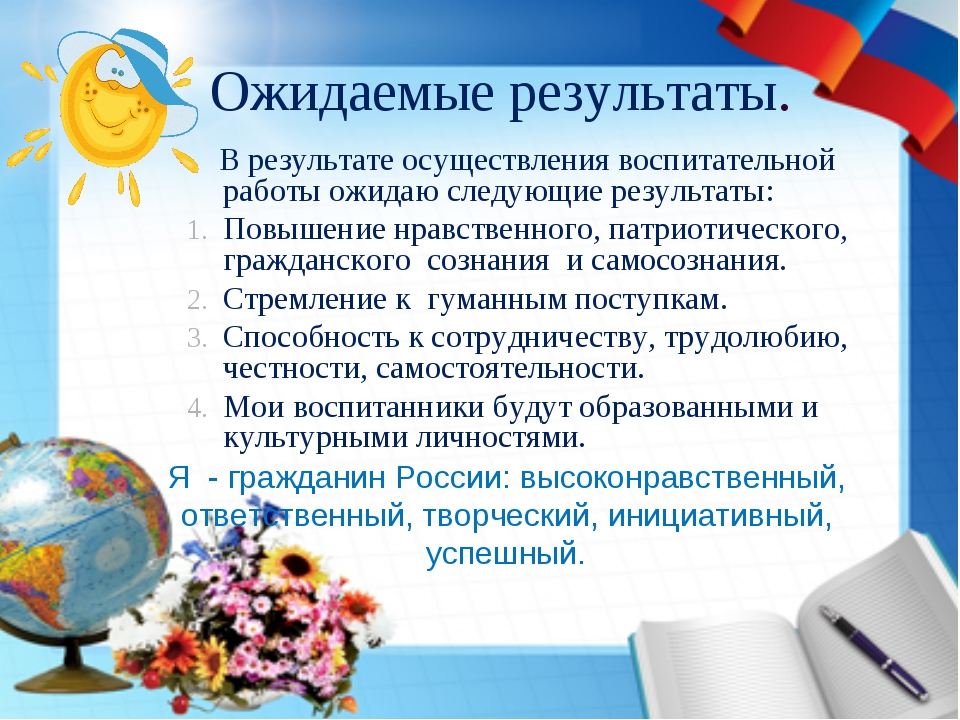 Ожидаемые результаты.
В результате осуществления воспитательной
работы ожидаю следующие результаты:
1. Повышение нравственного, патриотического,
гражданского сознания и самосознания.
2. Стремление к гуманным поступкам.
3. Способность к сотрудничеству, трудолюбию,
честности, самостоятельности.
4. Мои воспитанники будут образованными и
культурными личностями.
Я - гражданин России: высоконравственный,
ответственный, творческий, инициативный,
успешный.